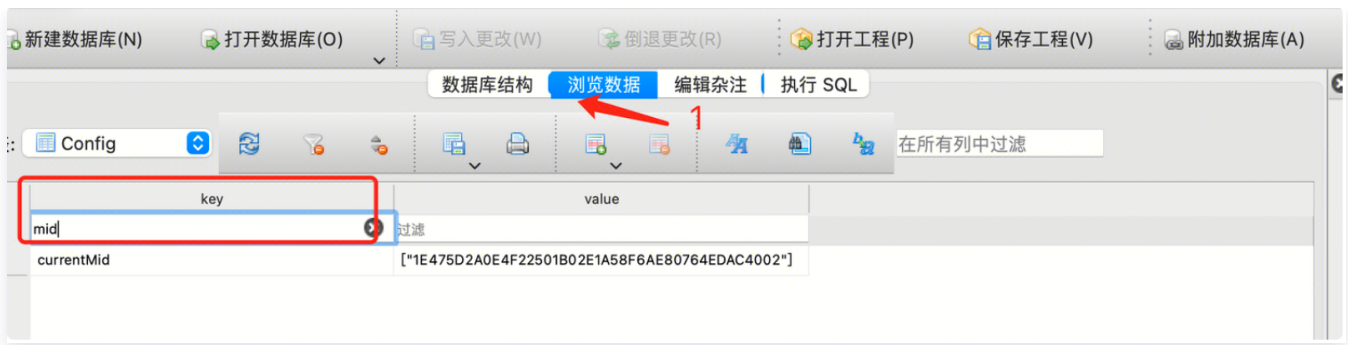 新建数据库(N) 打开数据库(O) 写入更改(W) 倒退更改(R) 打开工程(P) 保存工程(V) 附加数据库(A)
数据库结构 浏览数据 编辑杂注 执行 SQL
1
Config 在所有列中过滤
key value
mid 过滤
currentMid ["1E475D2A0E4F22501B02E1A58F6AE80764EDAC4002"]